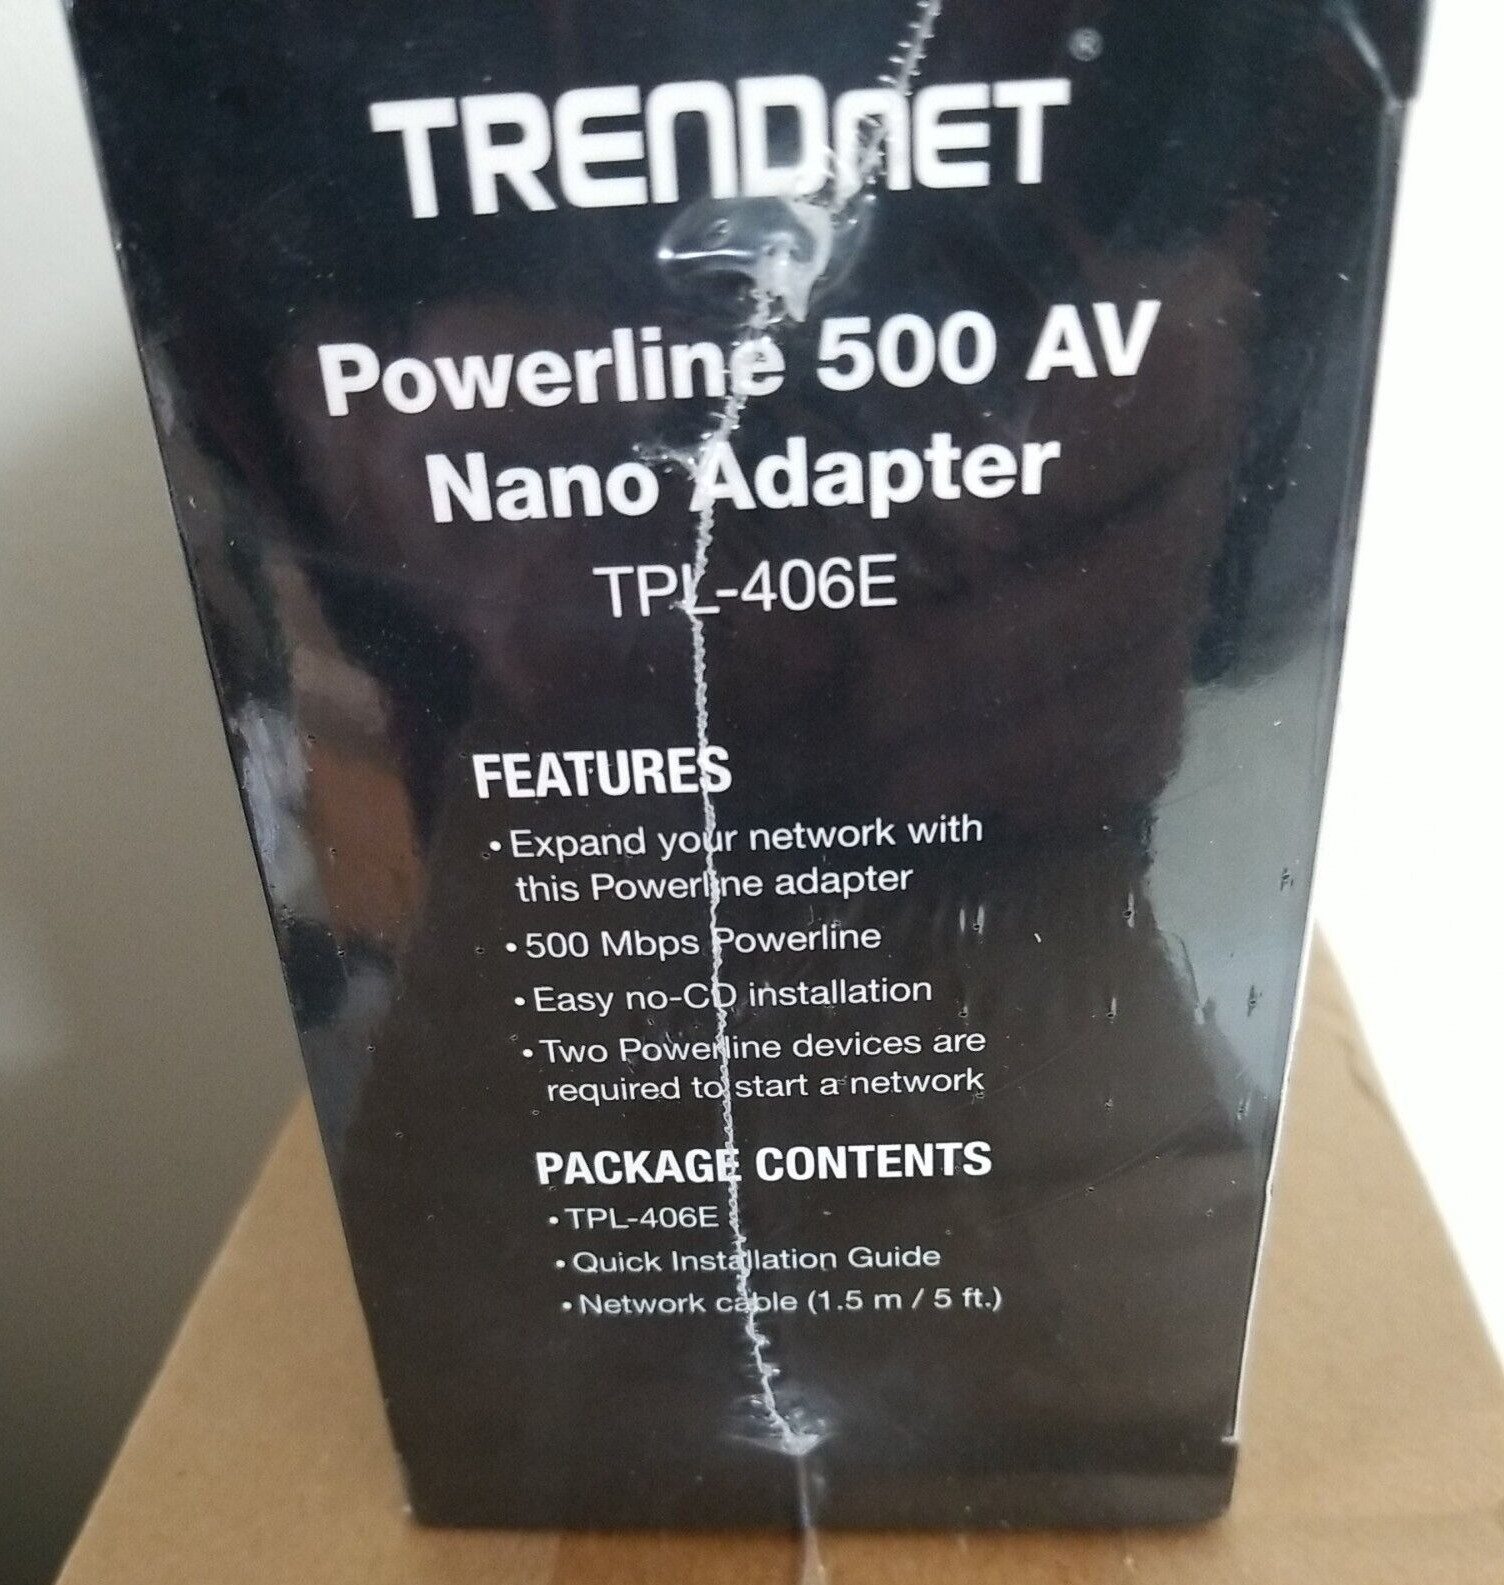 TRENDNET®
Powerline 500 AV
Nano Adapter
TPL-406E
FEATURES
• Expand your network with
this Powerline adapter
• 500 Mbps Powerline
• Easy no-CD installation
• Two Powerline devices are
required to start a network
PACKAGE CONTENTS
• TPL-406E
• Quick Installation Guide
• Network cable (1.5 m / 5 ft.)